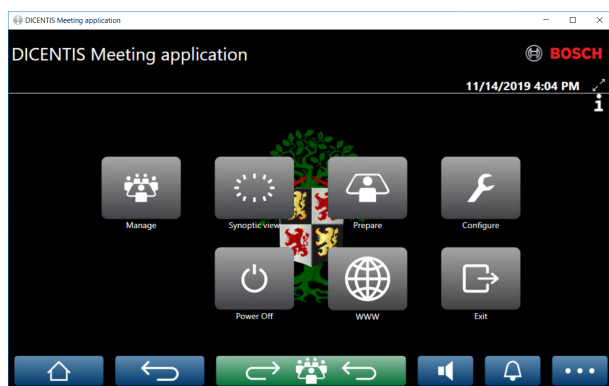 DICENTIS Meeting application
DICENTIS Meeting application
BOSCH
11/14/2019 4:04 PM
i
Manage
Synoptic view
Prepare
Configure
Power Off
WWW
Exit